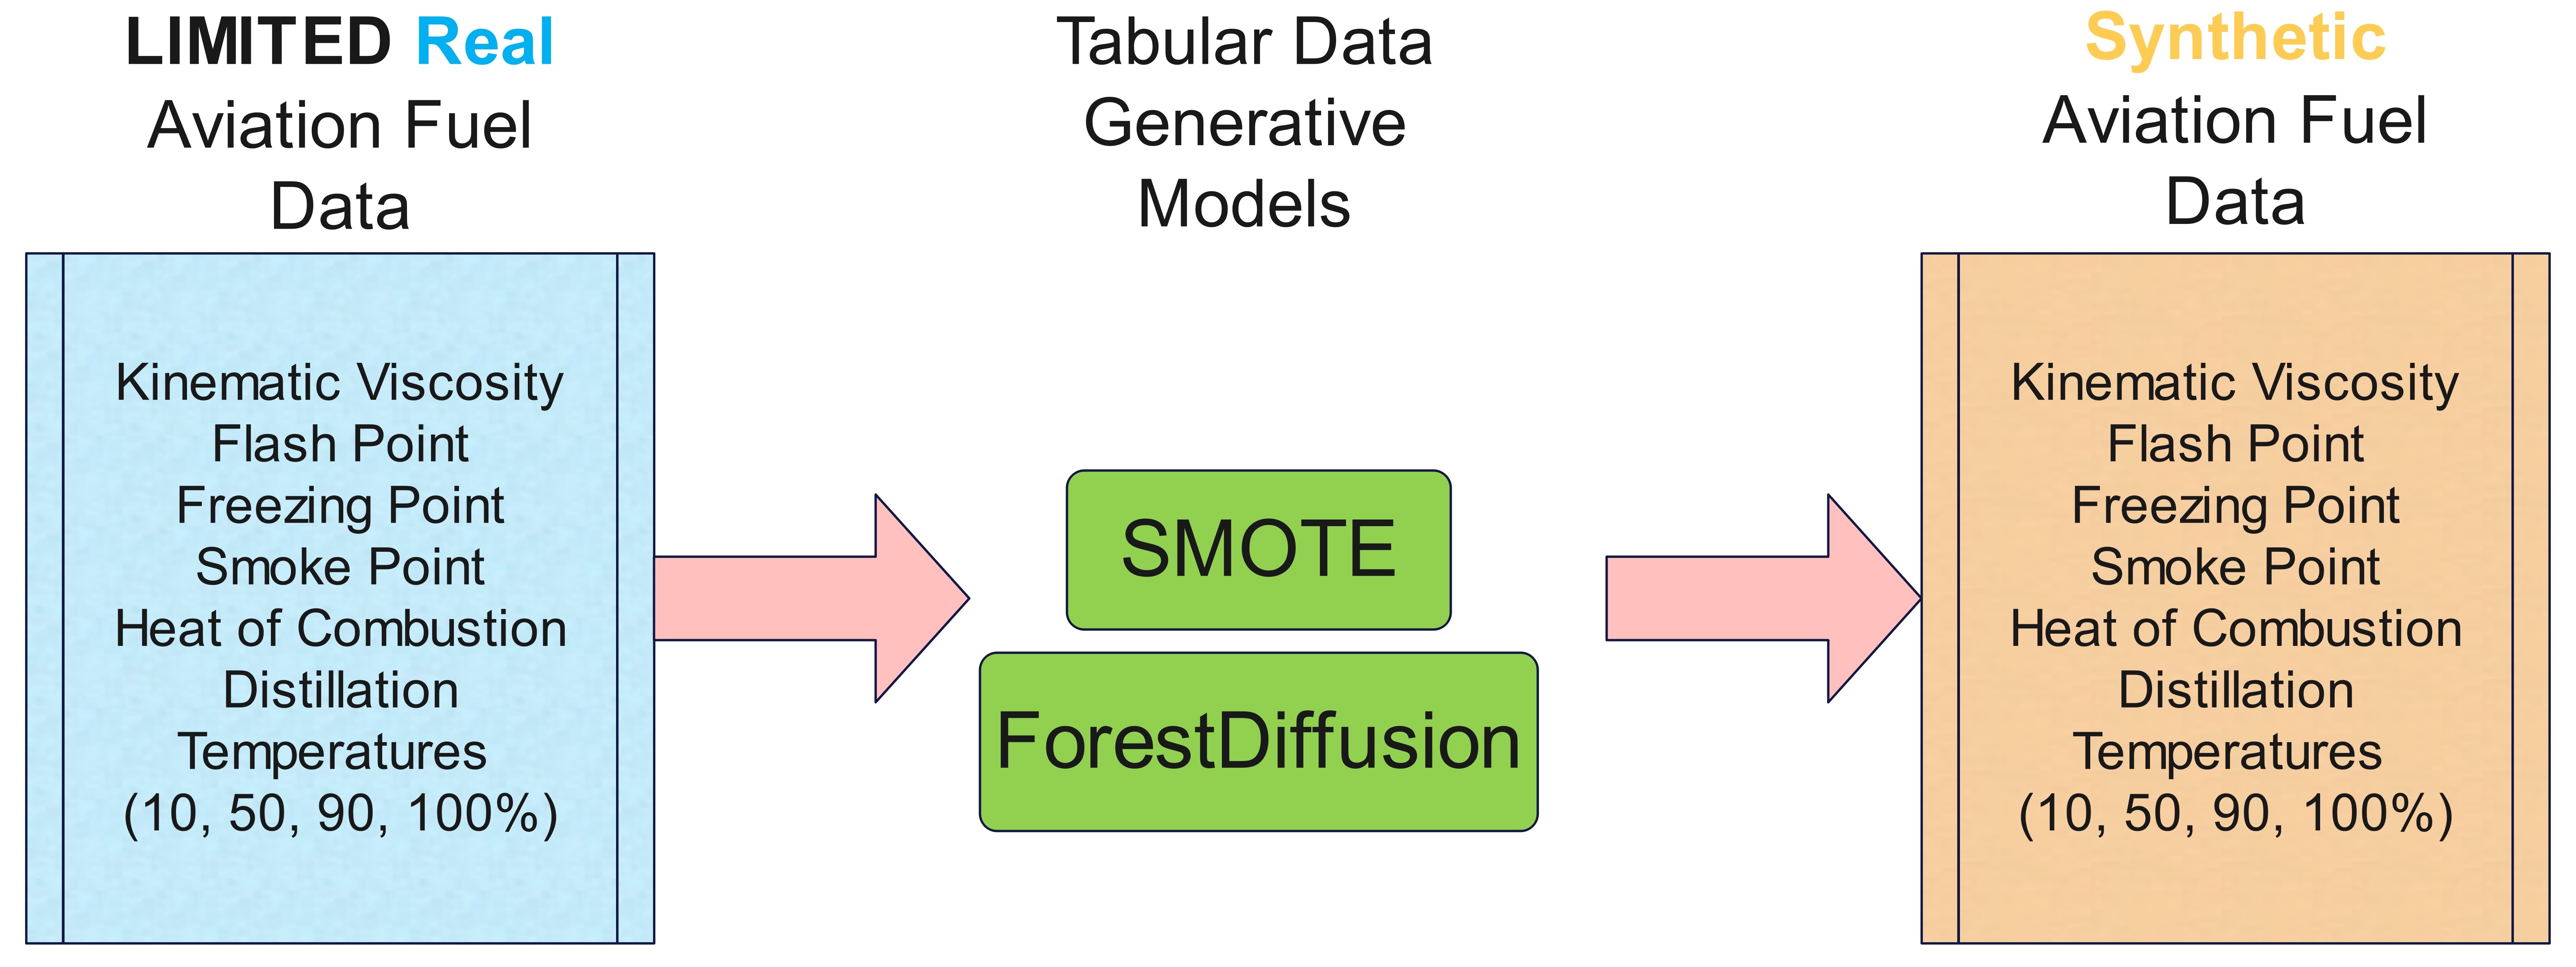 LIMITED Real
Aviation Fuel
Data
Kinematic Viscosity
Flash Point
Freezing Point
Smoke Point
Heat of Combustion
Distillation
Temperatures
(10, 50, 90, 100%)
Tabular Data
Generative
Models
SMOTE
ForestDiffusion
Synthetic
Aviation Fuel
Data
Kinematic Viscosity
Flash Point
Freezing Point
Smoke Point
Heat of Combustion
Distillation
Temperatures
(10, 50, 90, 100%)